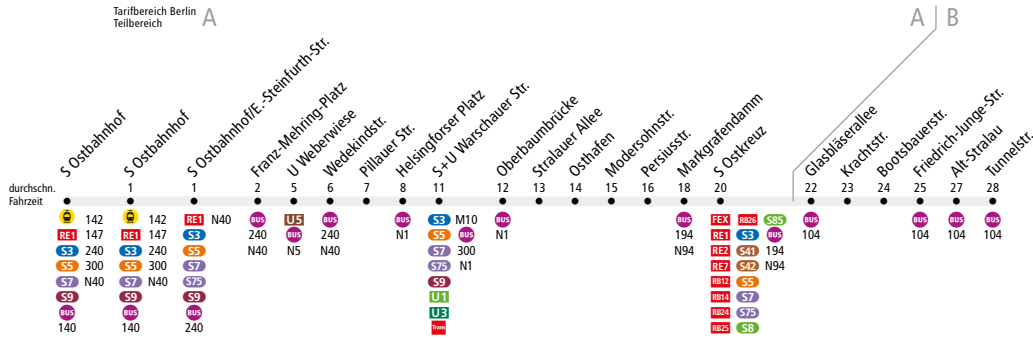 Tarifbereich Berlin
Teilbereich
A
A
B
S Ostbahnhof
S Ostbahnhof
S Ostbahnhof/E.-Steinfurth-Str.
Franz-Mehring-Platz
U Weberwiese
Wedekindstr.
Pillauer Str.
Helsingforser Platz
S+U Warschauer Str.
Oberbaumbrücke
Stralauer Allee
Osthafen
Modersohnstr.
Persiusstr.
Markgrafendamm
S Ostkreuz
Glasbläserallee
Krachtstr.
Bootsbauerstr.
Friedrich-Junge-Str.
Alt-Stralau
Tunnelstr.
durchschn.
Fahrzeit
1 1 2 5 6 7 8 11 12 13 14 15 16 18 20 22 23 24 25 27 28
142
RE1 147
S3 240
S5 300
S7 N40
S9
BUS
140
142
RE1 147
S3 240
S5 300
S7 N40
S9
BUS
140
RE1 N40
S3
S5
S7
S75
S9
BUS
240
BUS
240
N40
U5
BUS
N5
BUS
240
N40
BUS
N1
S3 M10
S5 BUS
S7 300
S75 N1
S9
U1
U3
Tram
BUS
N1
BUS
194
N94
FEX RB26 S85
RE1 S3 BUS
RE2 S41 194
RE7 S42 N94
RB12 S5
RB14 S7
RB24 S75
RB25 S8
BUS
104
BUS
104
BUS
104
BUS
104